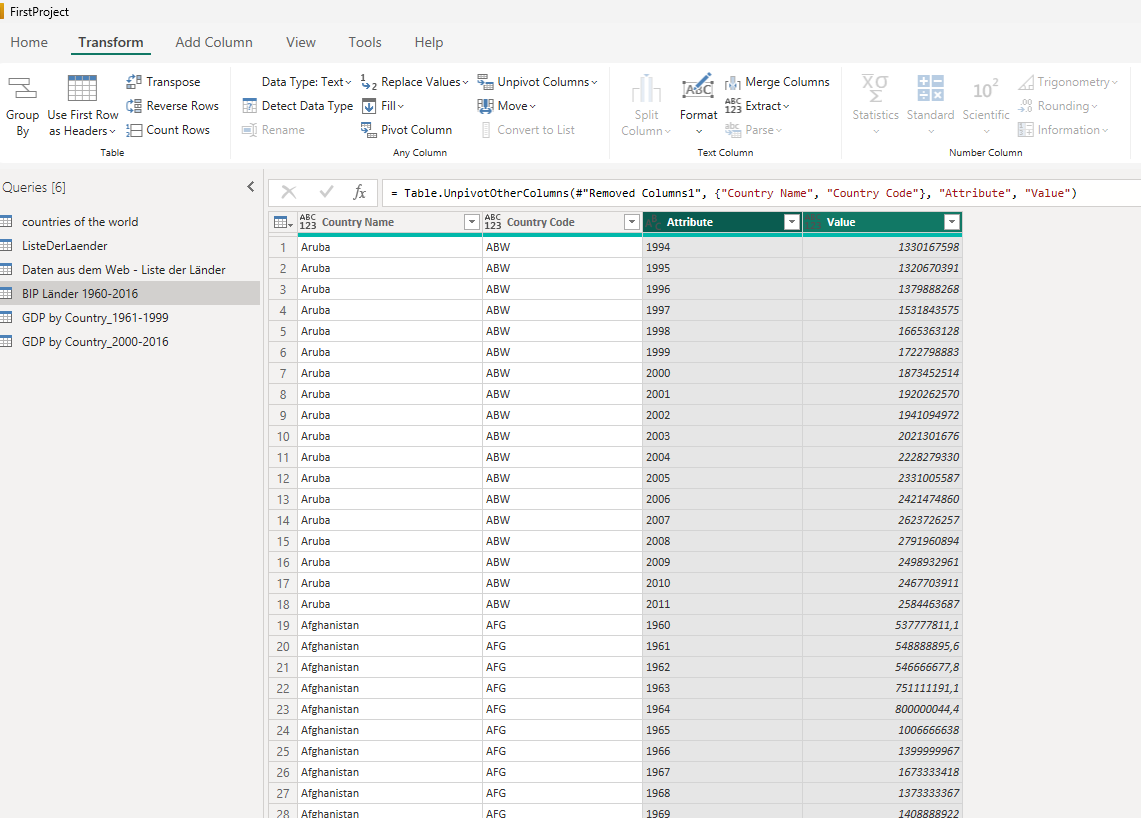 FirstProject
Home Transform Add Column View Tools Help
Group By
Use First Row as Headers
Transpose
Reverse Rows
Count Rows
Table
Data Type: Text
Detect Data Type
Rename
Replace Values
Fill
Pivot Column
Unpivot Columns
Move
Convert to List
Any Column
Split Column
Format
Merge Columns
Extract
Parse
Text Column
Statistics
Standard
Scientific
Trigonometry
Rounding
Information
Number Column
Queries [6]
countries of the world
ListeDerLaender
Daten aus dem Web - Liste der Länder
BIP Länder 1960-2016
GDP by Country_1961-1999
GDP by Country_2000-2016
fx = Table.UnpivotOtherColumns(#"Removed Columns1", {"Country Name", "Country Code"}, "Attribute", "Value")
ABC 123 Country Name ABC 123 Country Code Attribute Value
1 Aruba ABW 1994 1330167598
2 Aruba ABW 1995 1320670391
3 Aruba ABW 1996 1379888268
4 Aruba ABW 1997 1531843575
5 Aruba ABW 1998 1665363128
6 Aruba ABW 1999 1722798883
7 Aruba ABW 2000 1873452514
8 Aruba ABW 2001 1920262570
9 Aruba ABW 2002 1941094972
10 Aruba ABW 2003 2021301676
11 Aruba ABW 2004 2228279330
12 Aruba ABW 2005 2331005587
13 Aruba ABW 2006 2421474860
14 Aruba ABW 2007 2623726257
15 Aruba ABW 2008 2791960894
16 Aruba ABW 2009 2498932961
17 Aruba ABW 2010 2467703911
18 Aruba ABW 2011 2584463687
19 Afghanistan AFG 1960 537777811,1
20 Afghanistan AFG 1961 548888895,6
21 Afghanistan AFG 1962 546666677,8
22 Afghanistan AFG 1963 751111191,1
23 Afghanistan AFG 1964 800000044,4
24 Afghanistan AFG 1965 1006666638
25 Afghanistan AFG 1966 1399999967
26 Afghanistan AFG 1967 1673333418
27 Afghanistan AFG 1968 1373333367
28 Afghanistan AFG 1969 1408888922